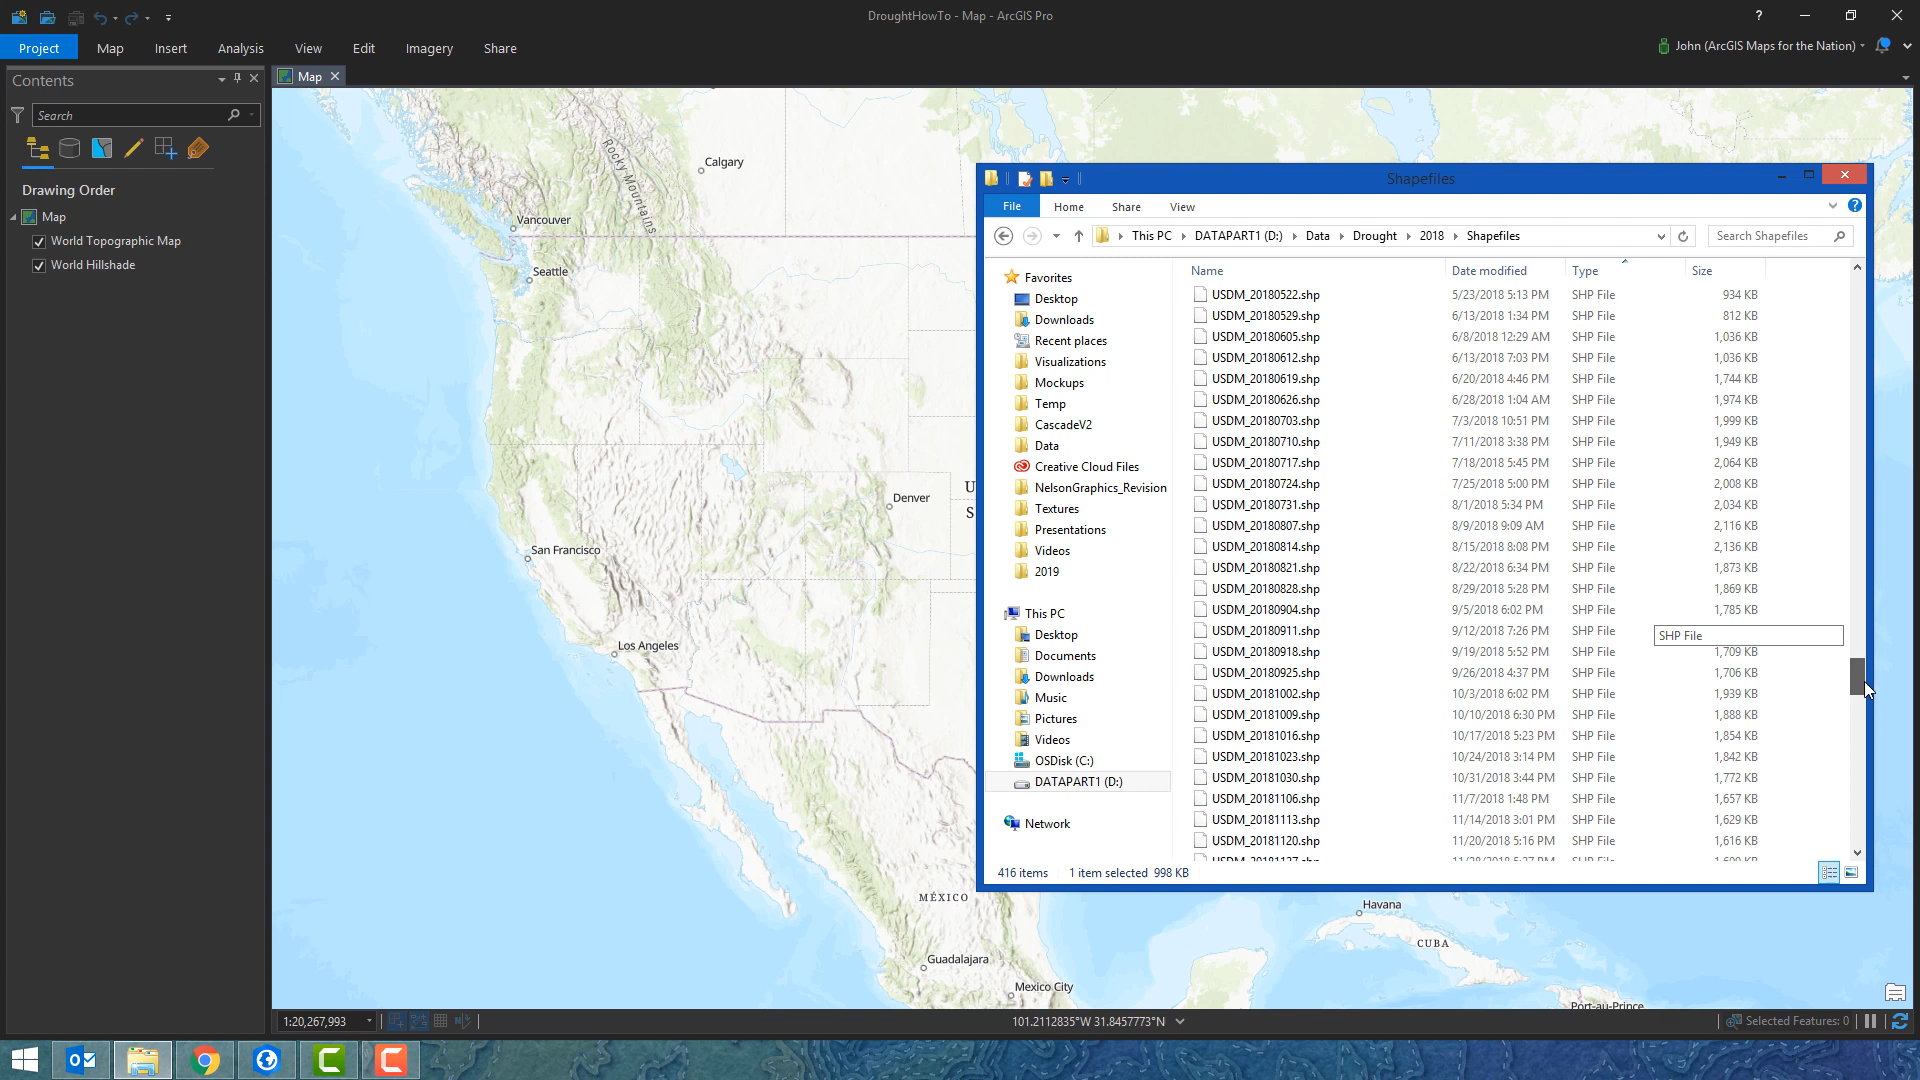 DroughtHowTo - Map - ArcGIS Pro
?
Project Map Insert Analysis View Edit Imagery Share
John (ArcGIS Maps for the Nation)
Contents
Map
Search
Drawing Order
Map
World Topographic Map
World Hillshade
Rocky Mountains
Calgary
Vancouver
Seattle
Denver
U
S
San Francisco
Los Angeles
MÉXICO
Guadalajara
Mexico City
Havana
CUBA
Port-au-Prince
Shapefiles
File Home Share View
This PC DATAPART1 (D:) Data Drought 2018 Shapefiles
Search Shapefiles
Favorites
Desktop
Downloads
Recent places
Visualizations
Mockups
Temp
CascadeV2
Data
Creative Cloud Files
NelsonGraphics_Revision
Textures
Presentations
Videos
2019
This PC
Desktop
Documents
Downloads
Music
Pictures
Videos
OSDisk (C:)
DATAPART1 (D:)
Network
Name Date modified Type Size
USDM_20180522.shp 5/23/2018 5:13 PM SHP File 934 KB
USDM_20180529.shp 6/13/2018 1:34 PM SHP File 812 KB
USDM_20180605.shp 6/8/2018 12:29 AM SHP File 1,036 KB
USDM_20180612.shp 6/13/2018 7:03 PM SHP File 1,036 KB
USDM_20180619.shp 6/20/2018 4:46 PM SHP File 1,744 KB
USDM_20180626.shp 6/28/2018 1:04 AM SHP File 1,974 KB
USDM_20180703.shp 7/3/2018 10:51 PM SHP File 1,999 KB
USDM_20180710.shp 7/11/2018 3:38 PM SHP File 1,949 KB
USDM_20180717.shp 7/18/2018 5:45 PM SHP File 2,064 KB
USDM_20180724.shp 7/25/2018 5:00 PM SHP File 2,008 KB
USDM_20180731.shp 8/1/2018 5:34 PM SHP File 2,034 KB
USDM_20180807.shp 8/9/2018 9:09 AM SHP File 2,116 KB
USDM_20180814.shp 8/15/2018 8:08 PM SHP File 2,136 KB
USDM_20180821.shp 8/22/2018 6:34 PM SHP File 1,873 KB
USDM_20180828.shp 8/29/2018 5:28 PM SHP File 1,869 KB
USDM_20180904.shp 9/5/2018 6:02 PM SHP File 1,785 KB
USDM_20180911.shp 9/12/2018 7:26 PM SHP File
SHP File
USDM_20180918.shp 9/19/2018 5:52 PM SHP File 1,709 KB
USDM_20180925.shp 9/26/2018 4:37 PM SHP File 1,706 KB
USDM_20181002.shp 10/3/2018 6:02 PM SHP File 1,939 KB
USDM_20181009.shp 10/10/2018 6:30 PM SHP File 1,888 KB
USDM_20181016.shp 10/17/2018 5:23 PM SHP File 1,854 KB
USDM_20181023.shp 10/24/2018 3:14 PM SHP File 1,842 KB
USDM_20181030.shp 10/31/2018 3:44 PM SHP File 1,772 KB
USDM_20181106.shp 11/7/2018 1:48 PM SHP File 1,657 KB
USDM_20181113.shp 11/14/2018 3:01 PM SHP File 1,629 KB
USDM_20181120.shp 11/20/2018 5:16 PM SHP File 1,616 KB
416 items 1 item selected 998 KB
1:20,267,993
101.2112835°W 31.8457773°N
Selected Features: 0